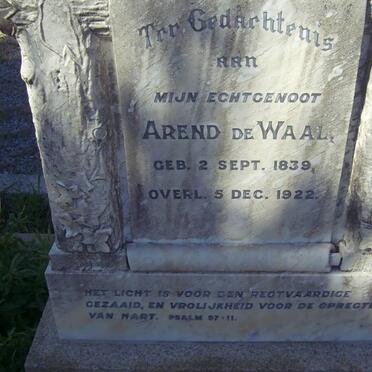 Ter Gedachtenis
AAN
MIJN ECHTGENOOT
AREND DE WAAL,
GEB. 2 SEPT. 1839,
OVERL. 5 DEC. 1922.
HET LICHT IS VOOR DEN REGTVAARDIGE
GEZAAID, EN VROLIJKHEID VOOR DE OPREGTE
VAN HART. PSALM 97-11.